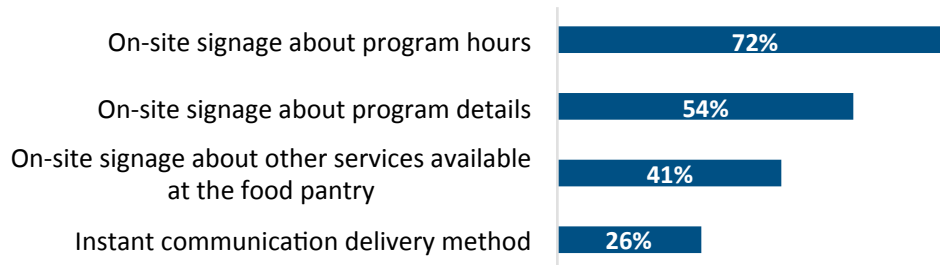 On-site signage about program hours 72%
On-site signage about program details 54%
On-site signage about other services available
at the food pantry 41%
Instant communication delivery method 26%